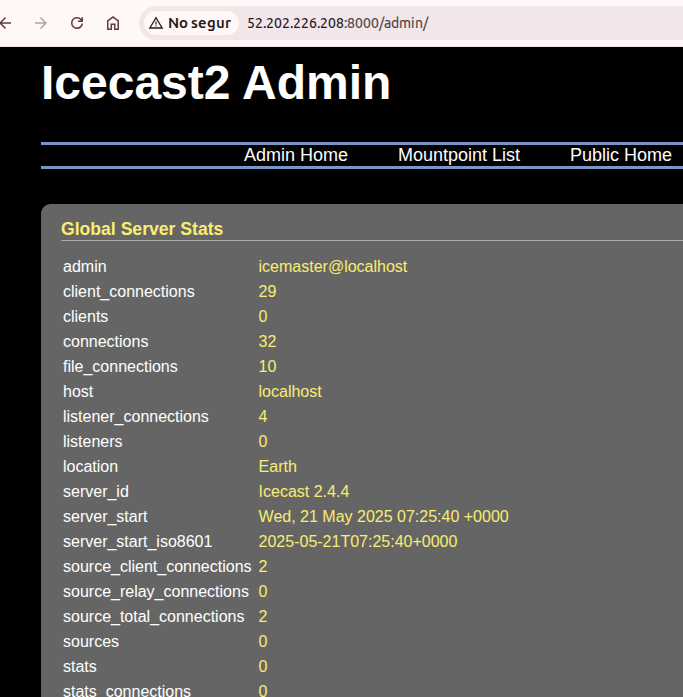 No segur 52.202.226.208:8000/admin/
Icecast2 Admin
Admin Home Mountpoint List Public Home
Global Server Stats
admin icemaster@localhost
client_connections 29
clients 0
connections 32
file_connections 10
host localhost
listener_connections 4
listeners 0
location Earth
server_id Icecast 2.4.4
server_start Wed, 21 May 2025 07:25:40 +0000
server_start_iso8601 2025-05-21T07:25:40+0000
source_client_connections 2
source_relay_connections 0
source_total_connections 2
sources 0
stats 0
stats_connections 0